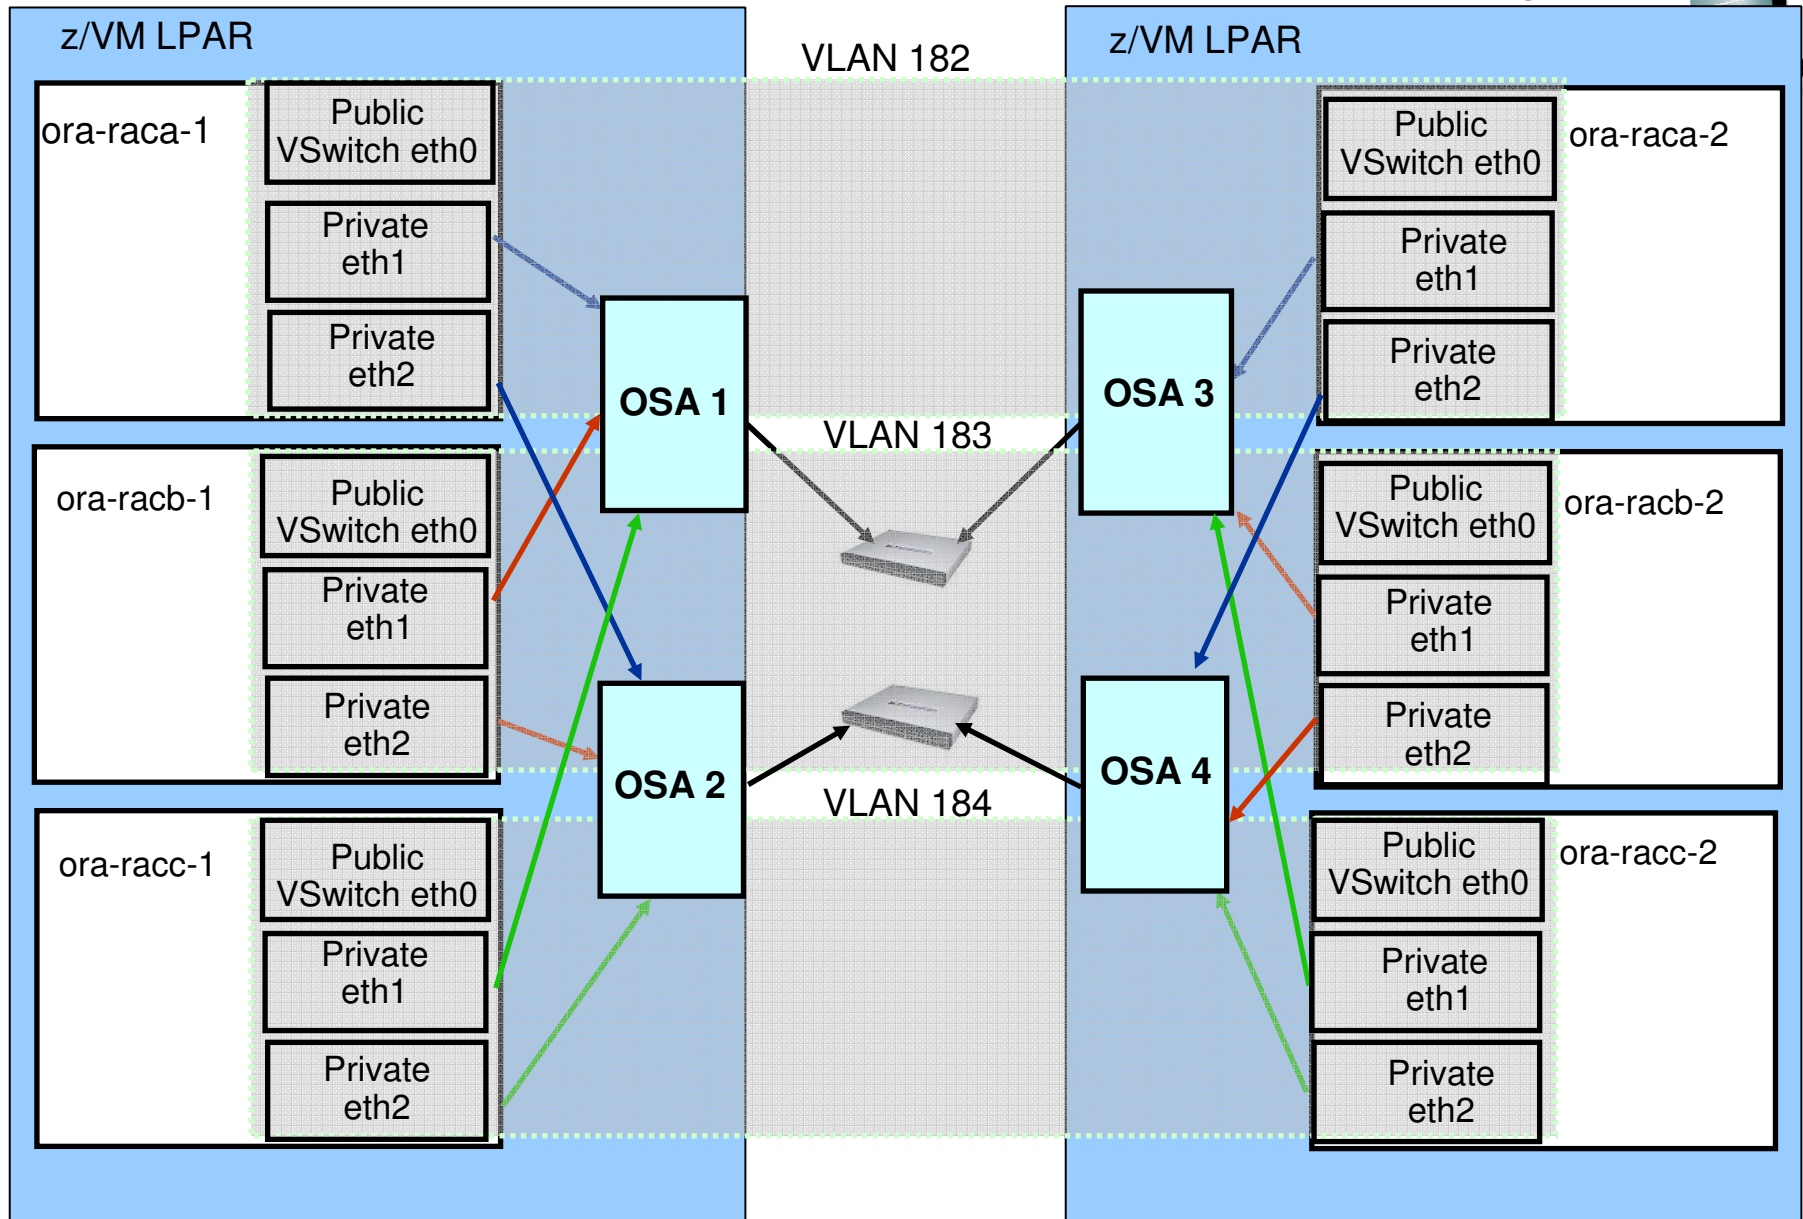 z/VM LPAR
ora-raca-1
Public
VSwitch eth0
Private
eth1
Private
eth2
ora-racb-1
Public
VSwitch eth0
Private
eth1
Private
eth2
ora-racc-1
Public
VSwitch eth0
Private
eth1
Private
eth2
OSA 1
OSA 2
VLAN 182
VLAN 183
VLAN 184
z/VM LPAR
OSA 3
OSA 4
Public
VSwitch eth0
ora-raca-2
Private
eth1
Private
eth2
Public
VSwitch eth0
ora-racb-2
Private
eth1
Private
eth2
Public
VSwitch eth0
ora-racc-2
Private
eth1
Private
eth2